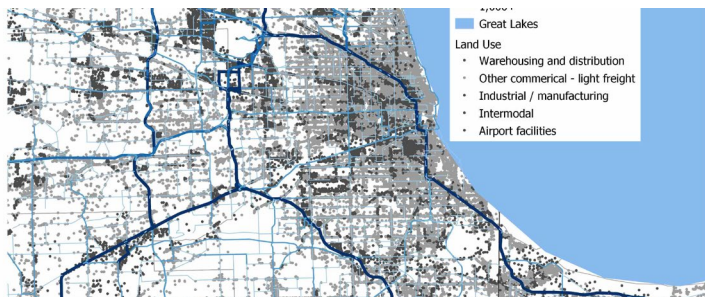 Great Lakes
Land Use
Warehousing and distribution
Other commerical - light freight
Industrial / manufacturing
Intermodal
Airport facilities